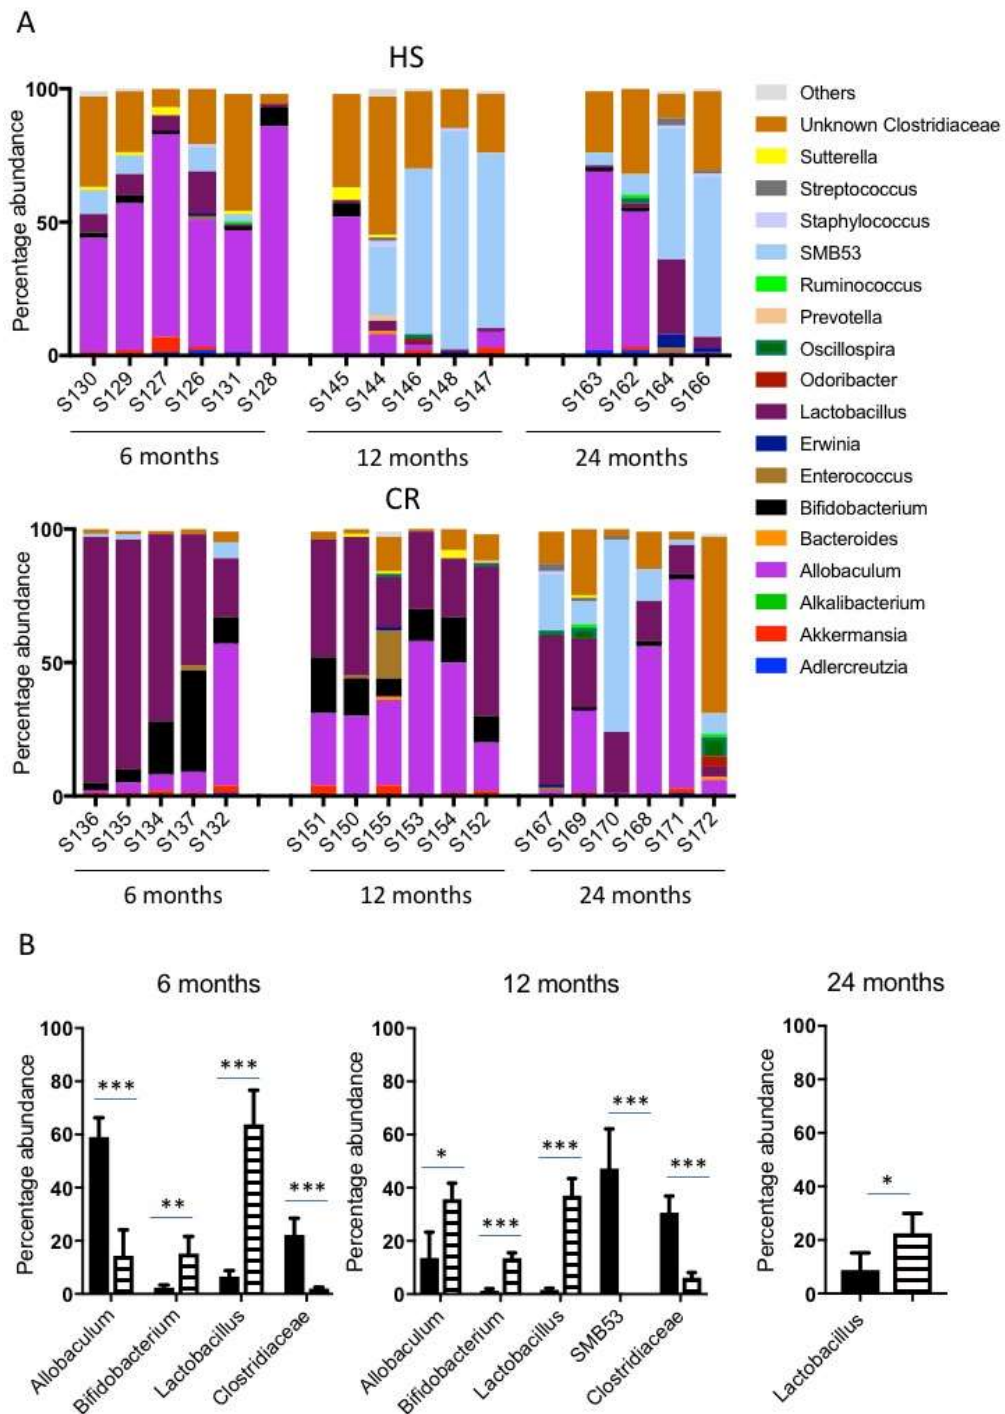 A
HS
Percentage abundance
100
50
0
S130 S129 S127 S126 S131 S128 S145 S144 S146 S148 S147 S163 S162 S164 S166
6 months 12 months 24 months
Others
Unknown Clostridiaceae
Sutterella
Streptococcus
Staphylococcus
SMB53
Ruminococcus
Prevotella
Oscillospira
Odoribacter
Lactobacillus
Erwinia
Enterococcus
Bifidobacterium
Bacteroides
Allobaculum
Alkalibacterium
Akkermansia
Adlercreutzia
CR
Percentage abundance
100
50
0
S136 S135 S134 S137 S132 S151 S150 S155 S153 S154 S152 S167 S169 S170 S168 S171 S172
6 months 12 months 24 months
B
6 months
Percentage abundance
100
80
60
40
20
0
***
**
***
***
Allobaculum
Bifidobacterium
Lactobacillus
Clostridiaceae
12 months
Percentage abundance
100
80
60
40
20
0
*
***
***
***
***
Allobaculum
Bifidobacterium
Lactobacillus
SMB53
Clostridiaceae
24 months
Percentage abundance
100
80
60
40
20
0
*
Lactobacillus